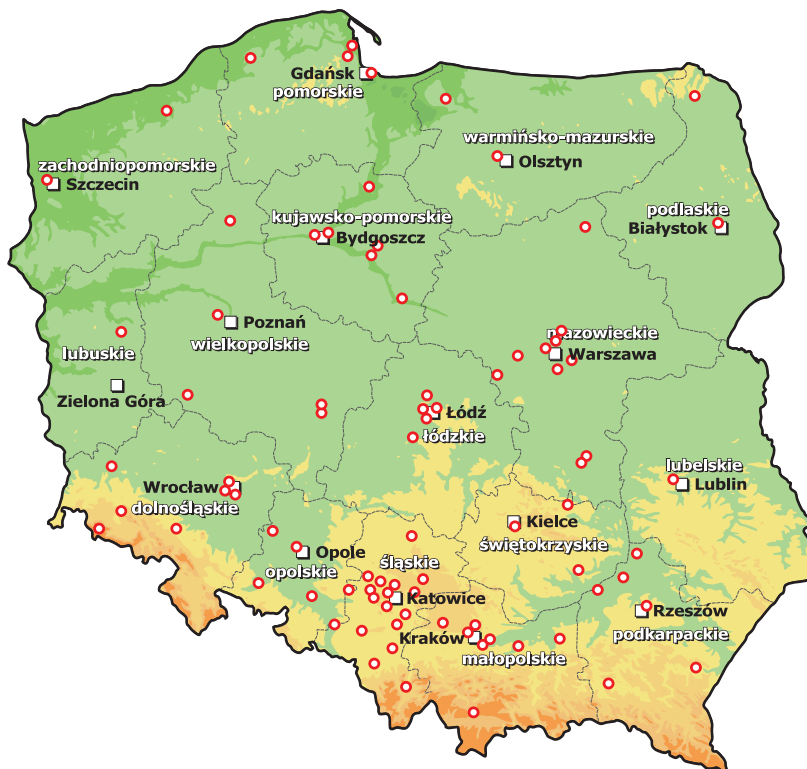 Gdańsk
pomorskie
warmińsko-mazurskie
Olsztyn
zachodniopomorskie
Szczecin
podlaskie
Białystok
kujawsko-pomorskie
Bydgoszcz
Poznań
wielkopolskie
mazowieckie
Warszawa
lubuskie
Zielona Góra
Łódź
łódzkie
lubelskie
Lublin
Wrocław
dolnośląskie
Kielce
świętokrzyskie
Opole
opolskie
śląskie
Katowice
Rzeszów
podkarpackie
Kraków
małopolskie